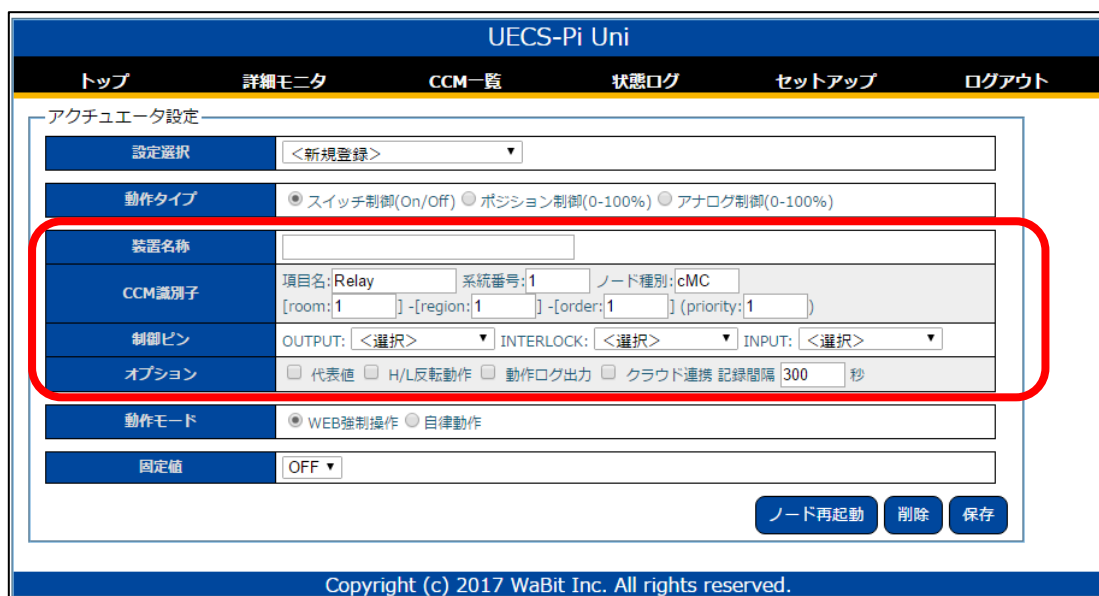 UECS-Pi Uni
トップ 詳細モニタ CCM一覧 状態ログ セットアップ ログアウト
アクチュエータ設定
設定選択 <新規登録>
動作タイプ スイッチ制御(On/Off) ポジション制御(0-100%) アナログ制御(0-100%)
装置名称
CCM識別子 項目名:Relay 系統番号:1 ノード種別:cMC
[room:1 ] -[region:1 ] -[order:1 ] (priority:1 )
制御ピン OUTPUT: <選択> INTERLOCK: <選択> INPUT: <選択>
オプション 代表値 H/L反転動作 動作ログ出力 クラウド連携 記録間隔 300 秒
動作モード WEB強制操作 自律動作
固定値 OFF
ノード再起動 削除 保存
Copyright (c) 2017 WaBit Inc. All rights reserved.